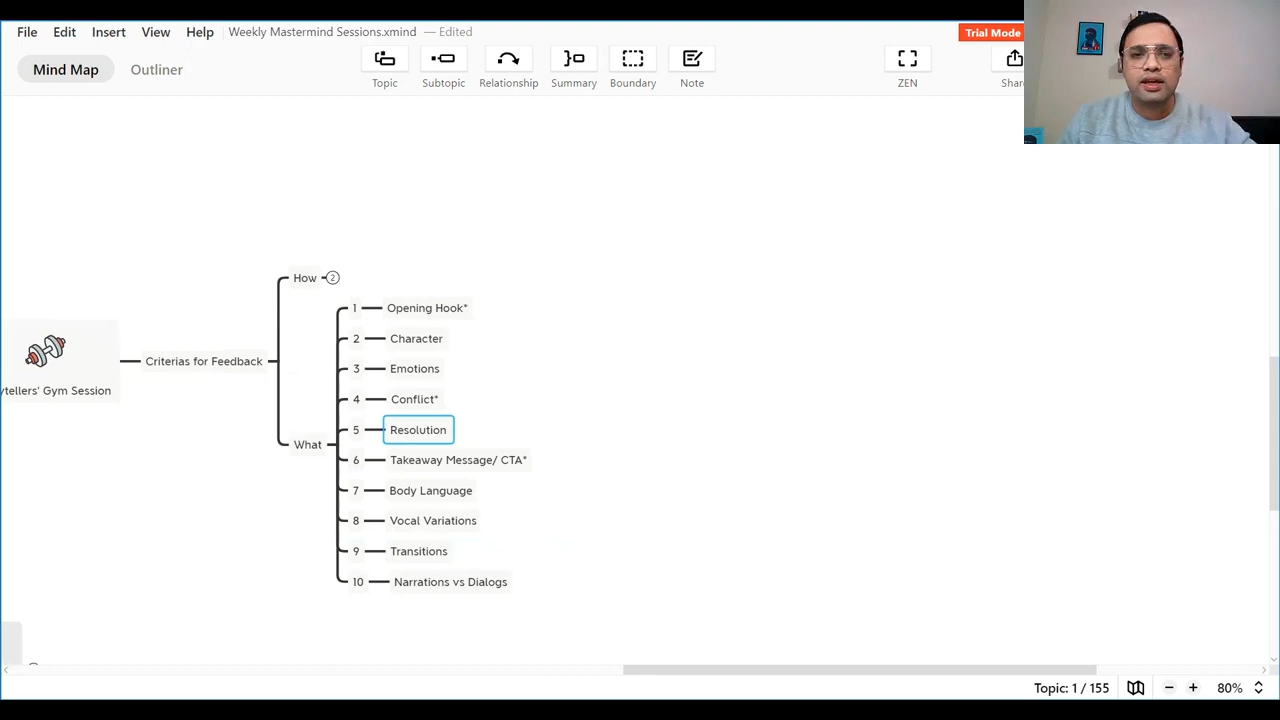 File Edit Insert View Help Weekly Mastermind Sessions.xmind — Edited
Trial Mode
Mind Map Outliner
Topic Subtopic Relationship Summary Boundary Note ZEN Shar
How 2
1 Opening Hook*
2 Character
3 Emotions
Criterias for Feedback
ytellers' Gym Session
4 Conflict*
5 Resolution
What
6 Takeaway Message/ CTA*
7 Body Language
8 Vocal Variations
9 Transitions
10 Narrations vs Dialogs
Topic: 1 / 155
80%